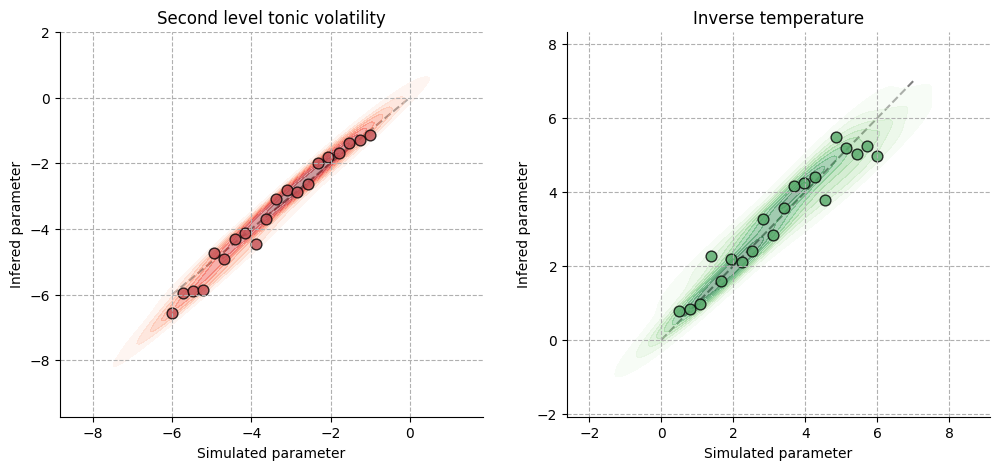 Second level tonic volatility
2
0
−2
−4
−6
−8
Infered parameter
−8 −6 −4 −2 0
Simulated parameter
Inverse temperature
8
6
4
2
0
−2
Infered parameter
−2 0 2 4 6 8
Simulated parameter